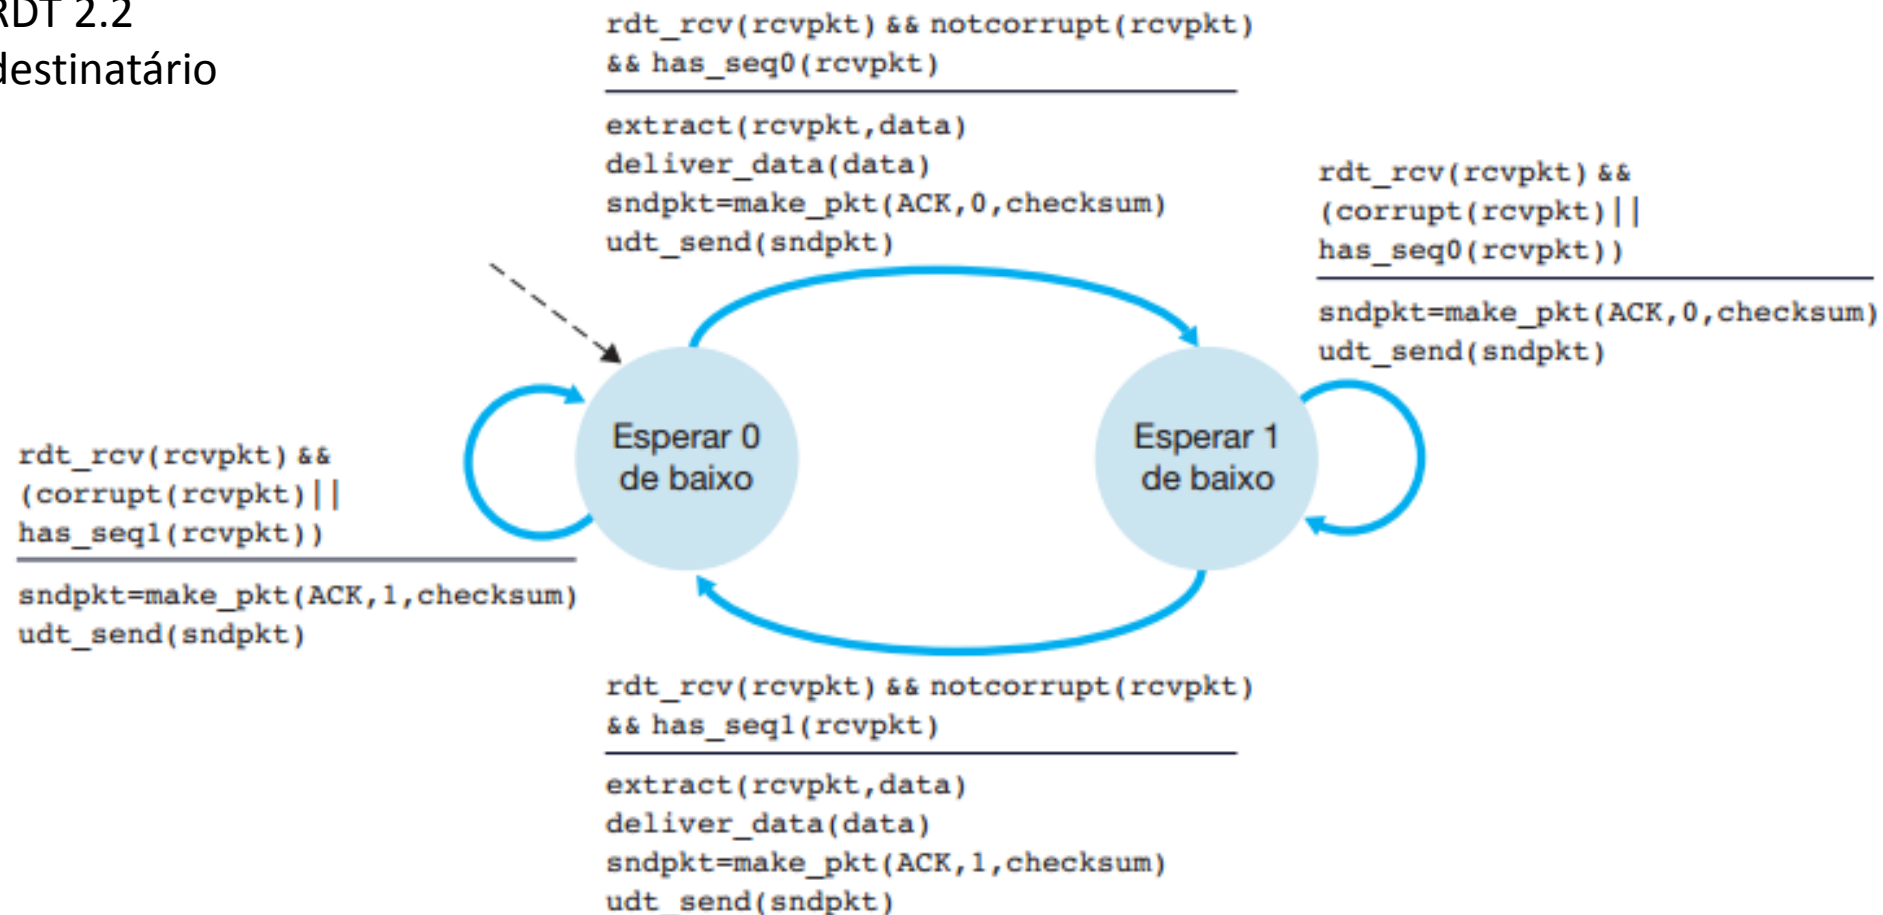 RDT 2.2
destinatário
rdt_rcv(rcvpkt) && notcorrupt(rcvpkt)
&& has_seq0(rcvpkt)
extract(rcvpkt,data)
deliver_data(data)
sndpkt=make_pkt(ACK,0,checksum)
udt_send(sndpkt)
rdt_rcv(rcvpkt) &&
(corrupt(rcvpkt)||
has_seq0(rcvpkt))
sndpkt=make_pkt(ACK,0,checksum)
udt_send(sndpkt)
Esperar 0
de baixo
Esperar 1
de baixo
rdt_rcv(rcvpkt) &&
(corrupt(rcvpkt)||
has_seq1(rcvpkt))
sndpkt=make_pkt(ACK,1,checksum)
udt_send(sndpkt)
rdt_rcv(rcvpkt) && notcorrupt(rcvpkt)
&& has_seq1(rcvpkt)
extract(rcvpkt,data)
deliver_data(data)
sndpkt=make_pkt(ACK,1,checksum)
udt_send(sndpkt)